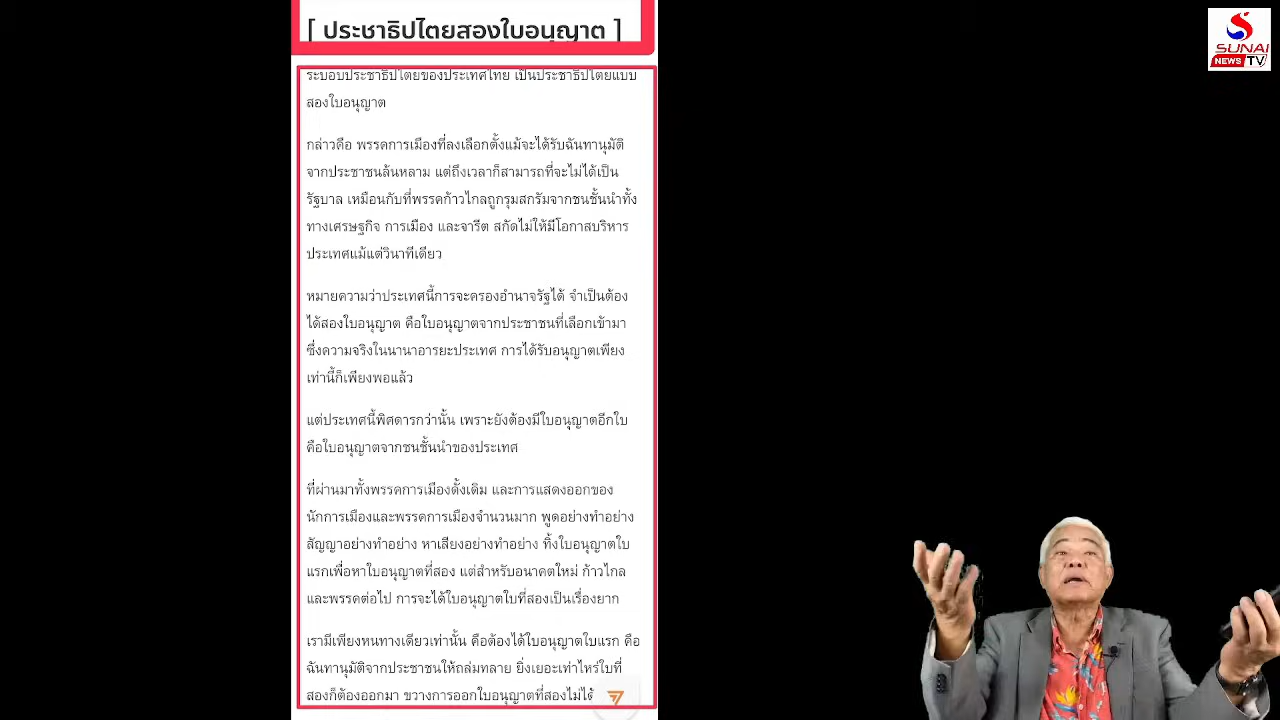 [ ประชาธิปไตยสองใบอนุญาต ]
SUNAI
NEWS TV
ระบอบประชาธิปไตยของประเทศไทย เป็นประชาธิปไตยแบบ
สองใบอนุญาต
กล่าวคือ พรรคการเมืองที่ลงเลือกตั้งแม้จะได้รับฉันทานุมัติ
จากประชาชนล้นหลาม แต่ถึงเวลาก็สามารถที่จะไม่ได้เป็น
รัฐบาล เหมือนกับที่พรรคก้าวไกลถูกรุมสกรัมจากชนชั้นนำทั้ง
ทางเศรษฐกิจ การเมือง และจารีต สกัดไม่ให้มีโอกาสบริหาร
ประเทศแม้แต่วินาทีเดียว
หมายความว่าประเทศนี้การจะครองอำนาจรัฐได้ จำเป็นต้อง
ได้สองใบอนุญาต คือใบอนุญาตจากประชาชนที่เลือกเข้ามา
ซึ่งความจริงในนานาอารยะประเทศ การได้รับอนุญาตเพียง
เท่านี้ก็เพียงพอแล้ว
แต่ประเทศนี้พิศดารกว่านั้น เพราะยังต้องมีใบอนุญาตอีกใบ
คือใบอนุญาตจากชนชั้นนำของประเทศ
ที่ผ่านมาทั้งพรรคการเมืองดั้งเดิม และการแสดงออกของ
นักการเมืองและพรรคการเมืองจำนวนมาก พูดอย่างทำอย่าง
สัญญาอย่างทำอย่าง หาเสียงอย่างทำอย่าง ทิ้งใบอนุญาตใบ
แรกเพื่อหาใบอนุญาตที่สอง แต่สำหรับอนาคตใหม่ ก้าวไกล
และพรรคต่อไป การจะได้ใบอนุญาตใบที่สองเป็นเรื่องยาก
เรามีเพียงหนทางเดียวเท่านั้น คือต้องได้ใบอนุญาตใบแรก คือ
ฉันทานุมัติจากประชาชนให้ถล่มทลาย ยิ่งเยอะเท่าไหร่ใบที่
สองก็ต้องออกมา ขวางการออกใบอนุญาตที่สองไม่ได้